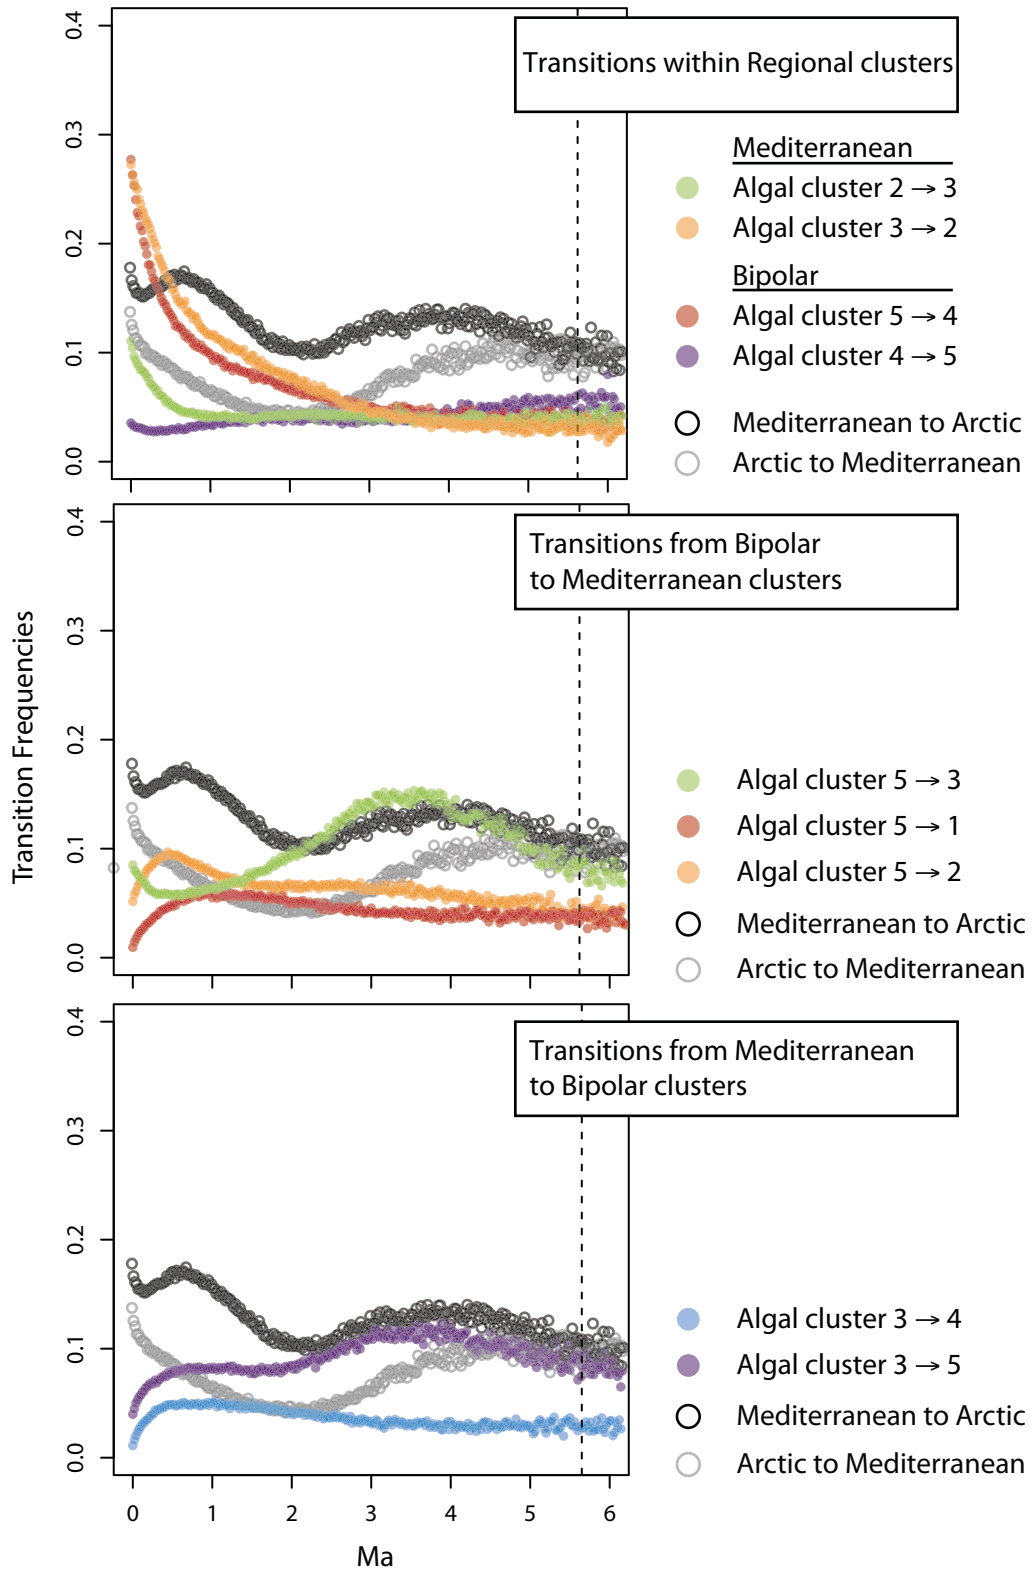 Transitions within Regional clusters
0.4
0.3
0.2
0.1
0.0
Mediterranean
Algal cluster 2 → 3
Algal cluster 3 → 2
Bipolar
Algal cluster 5 → 4
Algal cluster 4 → 5
Mediterranean to Arctic
Arctic to Mediterranean
Transitions from Bipolar
to Mediterranean clusters
0.4
0.3
0.2
0.1
0.0
Transition Frequencies
Algal cluster 5 → 3
Algal cluster 5 → 1
Algal cluster 5 → 2
Mediterranean to Arctic
Arctic to Mediterranean
Transitions from Mediterranean
to Bipolar clusters
0.4
0.3
0.2
0.1
0.0
Algal cluster 3 → 4
Algal cluster 3 → 5
Mediterranean to Arctic
Arctic to Mediterranean
0 1 2 3 4 5 6
Ma